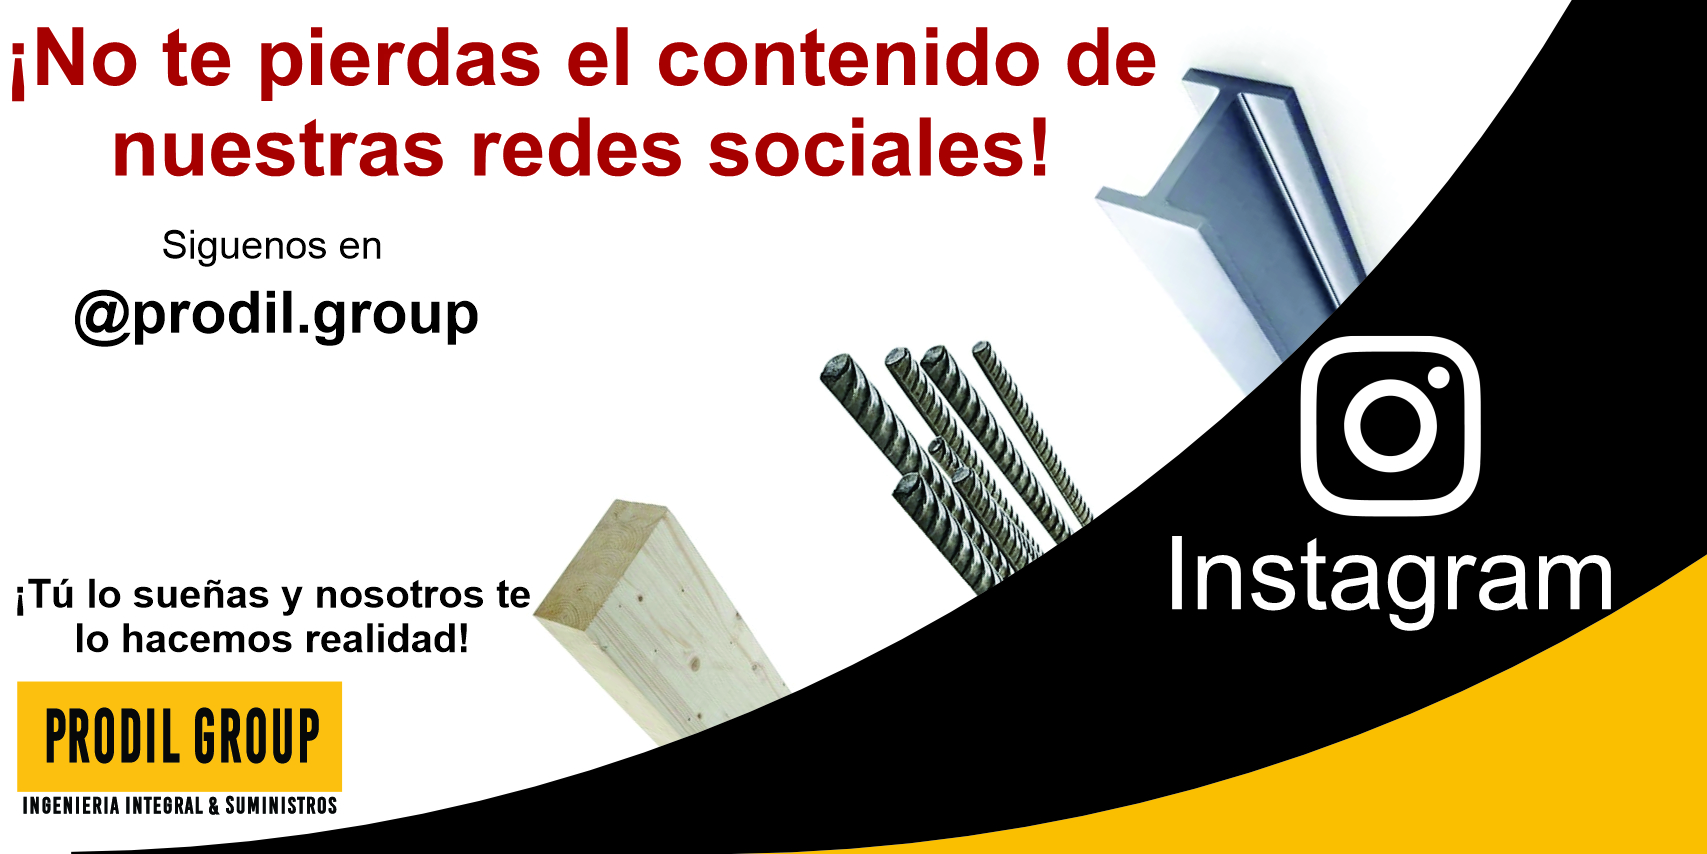 ¡No te pierdas el contenido de
nuestras redes sociales!
Siguenos en
@prodil.group
Instagram
¡Tú lo sueñas y nosotros te
lo hacemos realidad!
PRODIL GROUP
INGENIERIA INTEGRAL & SUMINISTROS